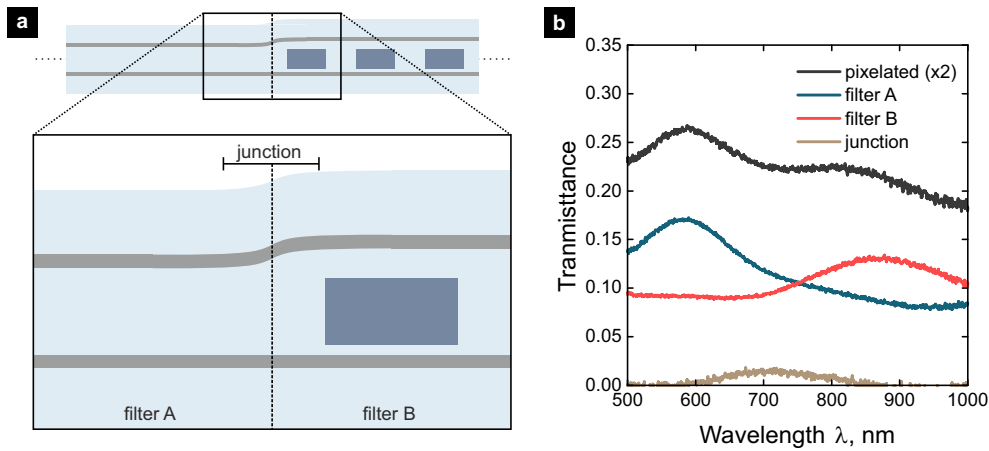 a
junction
filter A
filter B
b
0.35
0.30
0.25
0.20
0.15
0.10
0.05
0.00
Tranmisttance
pixelated (x2)
filter A
filter B
junction
500
600
700
800
900
1000
Wavelength λ, nm